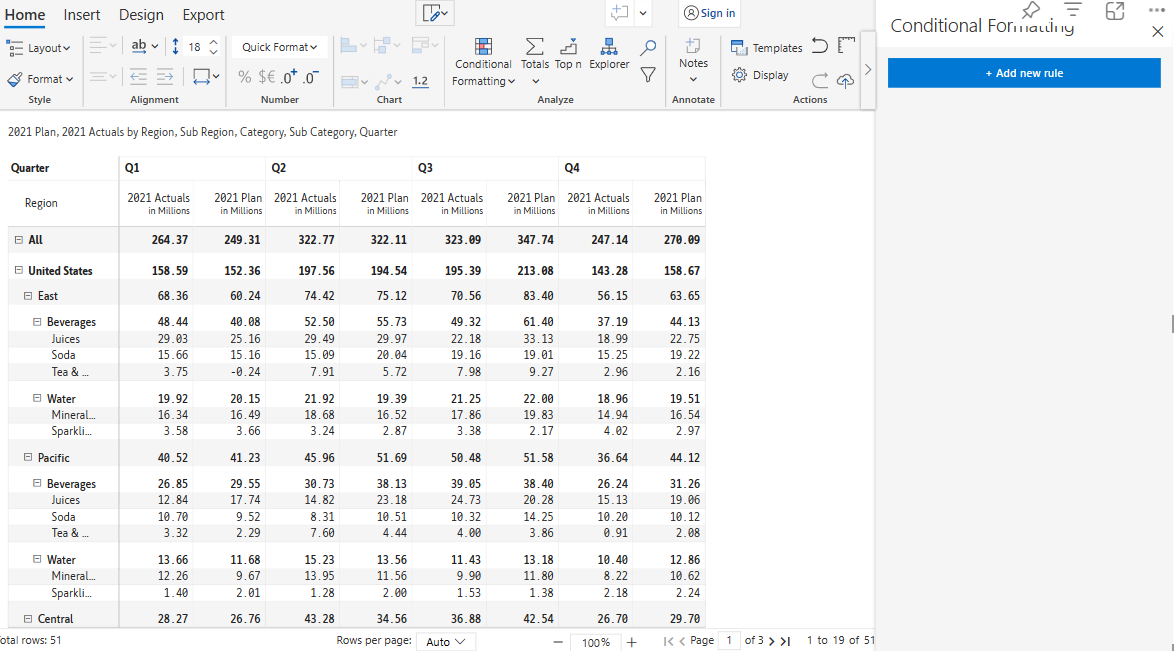 Home Insert Design Export Sign in Conditional Formatting
Layout ab 18 Quick Format Conditional Formatting Totals Top n Explorer Notes Templates
Format % $€ .0+ .0- 1.2 Display
Style Alignment Number Chart Analyze Annotate Actions
+ Add new rule
2021 Plan, 2021 Actuals by Region, Sub Region, Category, Sub Category, Quarter
Quarter Q1 Q2 Q3 Q4
Region 2021 Actuals in Millions 2021 Plan in Millions 2021 Actuals in Millions 2021 Plan in Millions 2021 Actuals in Millions 2021 Plan in Millions 2021 Actuals in Millions 2021 Plan in Millions
All 264.37 249.31 322.77 322.11 323.09 347.74 247.14 270.09
United States 158.59 152.36 197.56 194.54 195.39 213.08 143.28 158.67
East 68.36 60.24 74.42 75.12 70.56 83.40 56.15 63.65
Beverages 48.44 40.08 52.50 55.73 49.32 61.40 37.19 44.13
Juices 29.03 25.16 29.49 29.97 22.18 33.13 18.99 22.75
Soda 15.66 15.16 15.09 20.04 19.16 19.01 15.25 19.22
Tea & ... 3.75 -0.24 7.91 5.72 7.98 9.27 2.96 2.16
Water 19.92 20.15 21.92 19.39 21.25 22.00 18.96 19.51
Mineral... 16.34 16.49 18.68 16.52 17.86 19.83 14.94 16.54
Sparkli... 3.58 3.66 3.24 2.87 3.38 2.17 4.02 2.97
Pacific 40.52 41.23 45.96 51.69 50.48 51.58 36.64 44.12
Beverages 26.85 29.55 30.73 38.13 39.05 38.40 26.24 31.26
Juices 12.84 17.74 14.82 23.18 24.73 20.28 15.13 19.06
Soda 10.70 9.52 8.31 10.51 10.32 14.25 10.20 10.12
Tea & ... 3.32 2.29 7.60 4.44 4.00 3.86 0.91 2.08
Water 13.66 11.68 15.23 13.56 11.43 13.18 10.40 12.86
Mineral... 12.26 9.67 13.95 11.56 9.90 11.80 8.22 10.62
Sparkli... 1.40 2.01 1.28 2.00 1.53 1.38 2.18 2.24
Central 28.27 26.76 43.28 34.56 36.88 42.54 26.70 29.70
otal rows: 51 Rows per page: Auto 100% Page 1 of 3 1 to 19 of 51